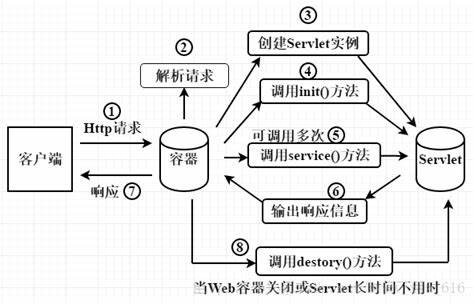 ③
创建Servlet实例
②
解析请求
④
调用init()方法
①
Http请求
可调用多次 ⑤
客户端
容器
调用service()方法
Servlet
响应 ⑦
⑥
输出响应信息
⑧
调用destory()方法
当Web容器关闭或Servlet长时间不用时